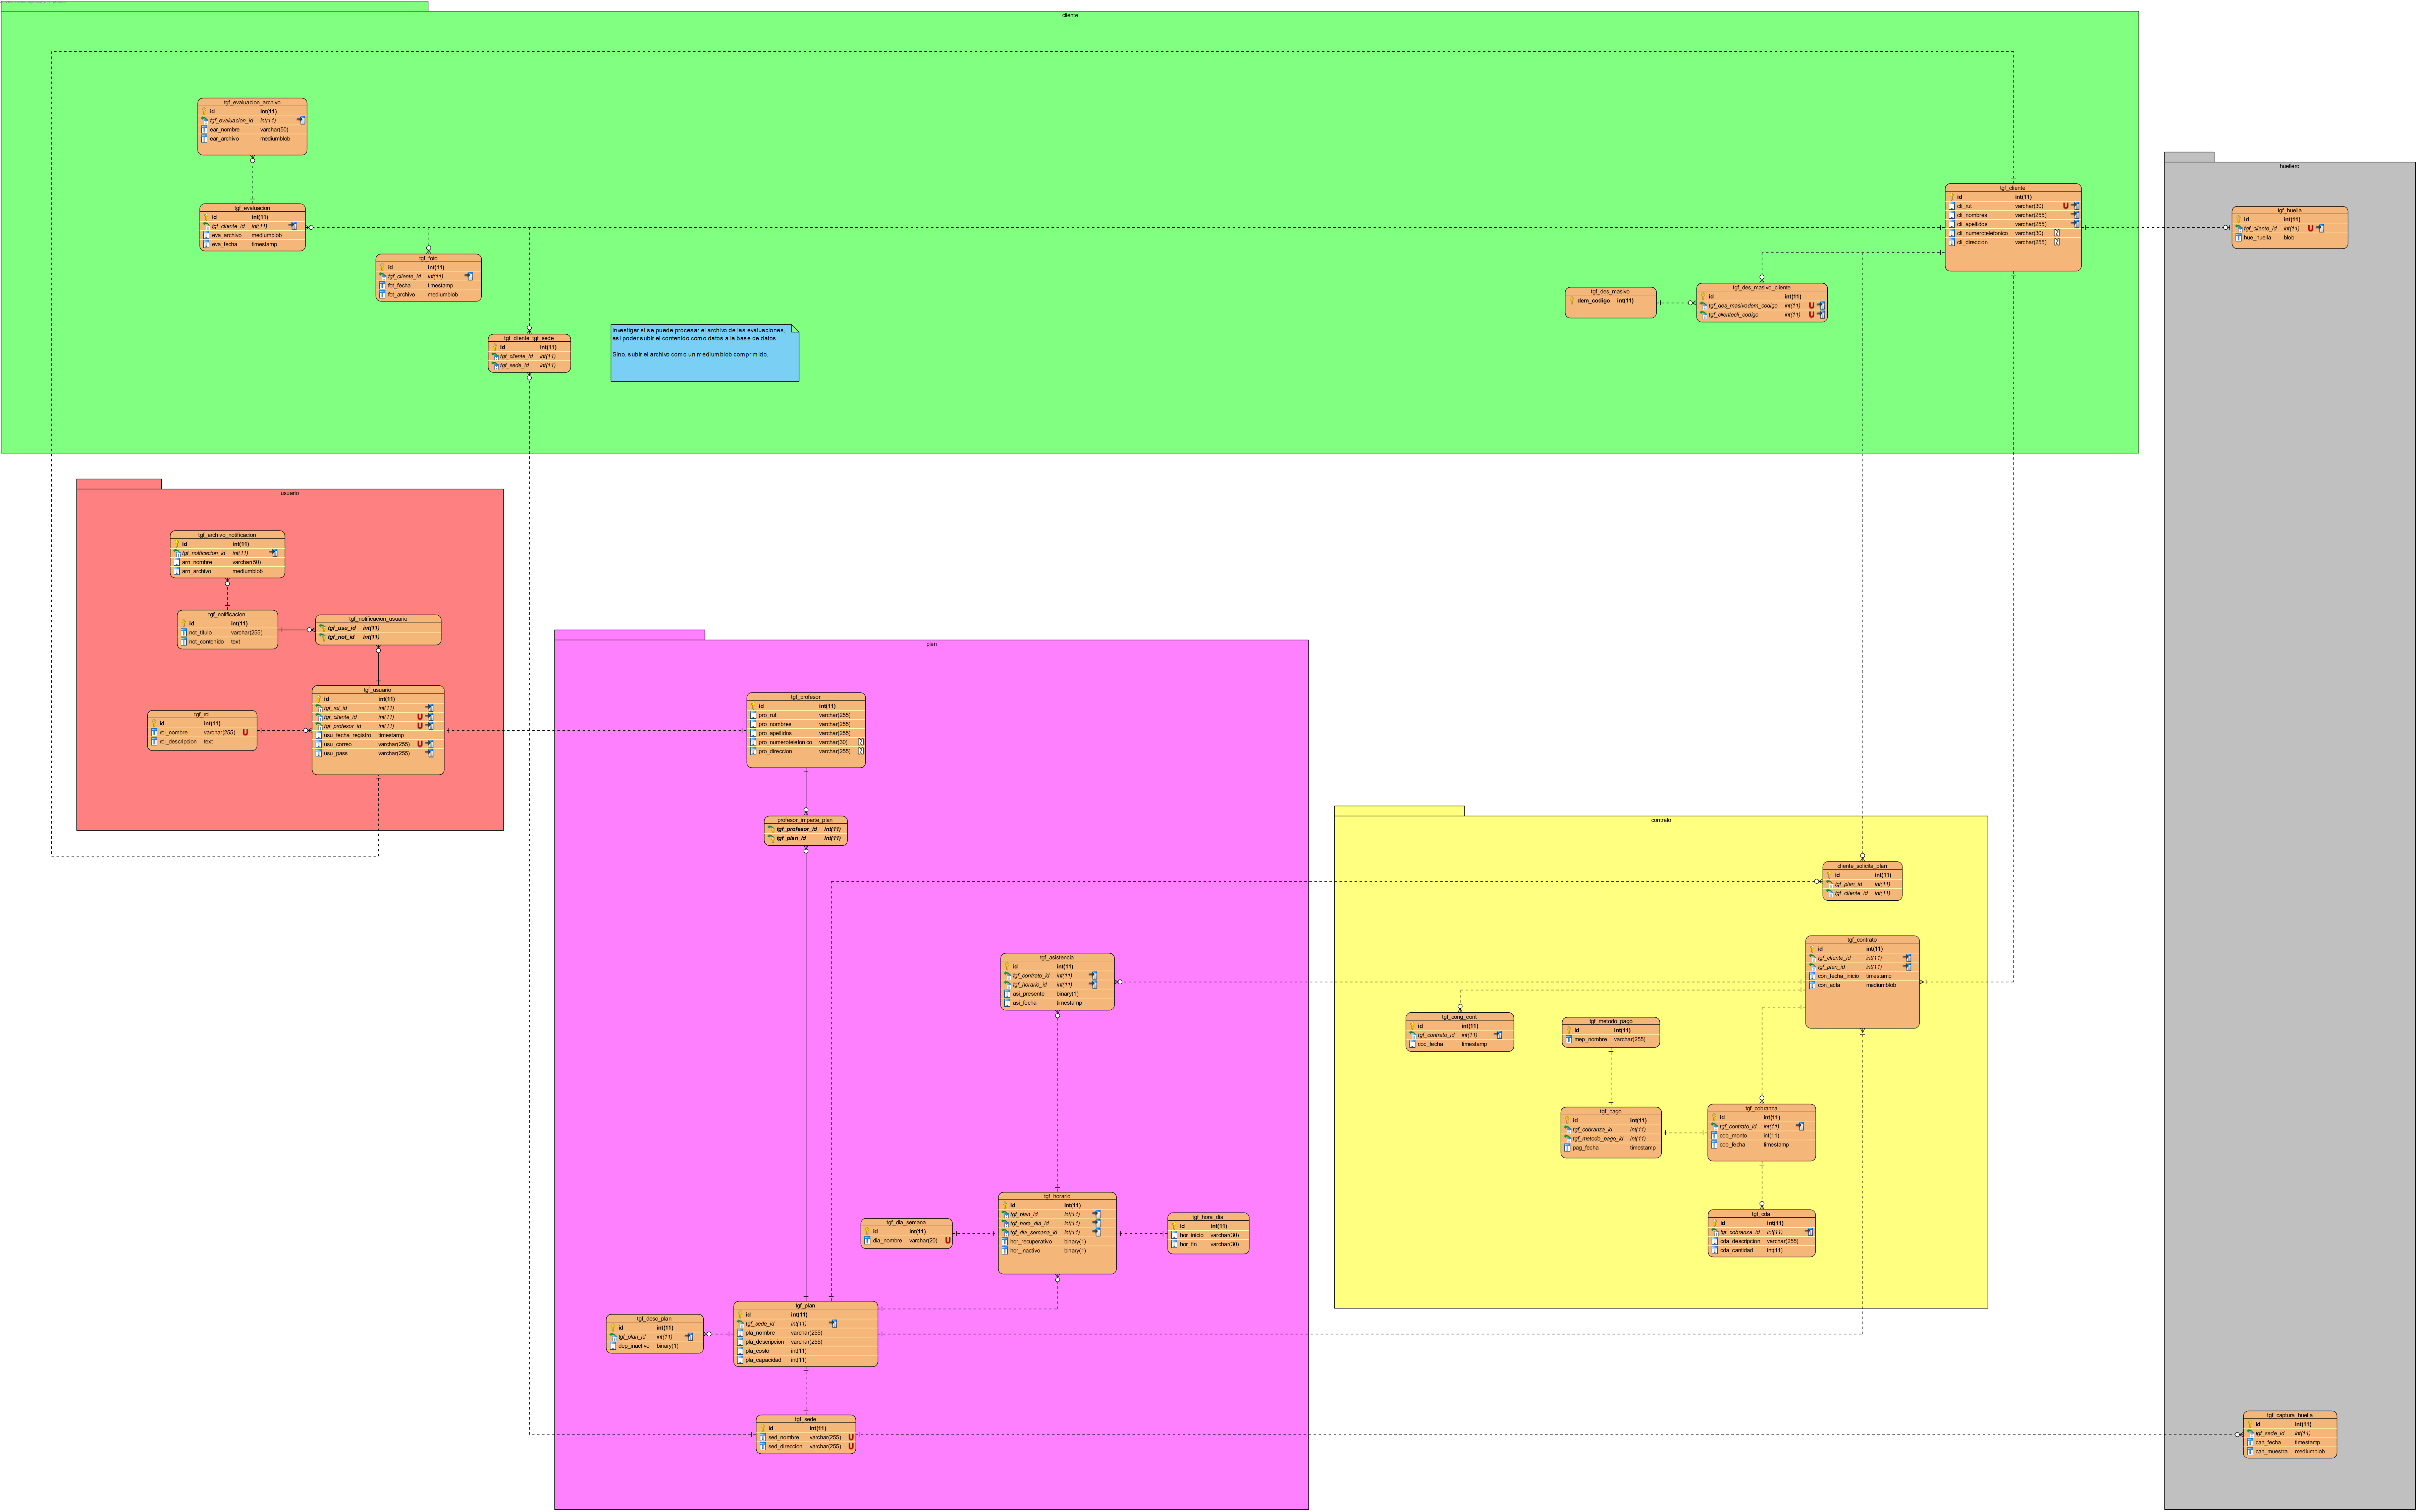 cliente
tgf_evaluacion_archivo
id int(11)
tgf_evaluacion_id int(11)
ear_nombre varchar(50)
ear_archivo mediumblob
tgf_evaluacion
id int(11)
tgf_cliente_id int(11)
eva_archivo mediumblob
eva_fecha timestamp
tgf_foto
id int(11)
tgf_cliente_id int(11)
fot_fecha timestamp
fot_archivo mediumblob
tgf_cliente_tgf_sede
id int(11)
tgf_cliente_id int(11)
tgf_sede_id int(11)
Investigar si se puede procesar el archivo de las evaluaciones,
asi poder subir el contenido como datos a la base de datos.
Sino, subir el archivo como un mediumblob comprimido.
tgf_des_masivo
dem_codigo int(11)
tgf_des_masivo_cliente
id int(11)
tgf_des_masivodem_codigo int(11) U
tgf_clientecli_codigo int(11) U
tgf_cliente
id int(11)
cli_rut varchar(30) U
cli_nombres varchar(255)
cli_apellidos varchar(255)
cli_numerotelefonico varchar(30) N
cli_direccion varchar(255) N
huellero
tgf_huella
id int(11)
tgf_cliente_id int(11) U
hue_huella blob
usuario
tgf_archivo_notificacion
id int(11)
tgf_notificacion_id int(11)
arn_nombre varchar(50)
arn_archivo mediumblob
tgf_notificacion
id int(11)
not_titulo varchar(255)
not_contenido text
tgf_notificacion_usuario
tgf_usu_id int(11)
tgf_not_id int(11)
tgf_rol
id int(11)
rol_nombre varchar(255) U
rol_descripcion text
tgf_usuario
id int(11)
tgf_rol_id int(11)
tgf_cliente_id int(11) U
tgf_profesor_id int(11) U
usu_fecha_registro timestamp
usu_correo varchar(255) U
usu_pass varchar(255)
plan
tgf_profesor
id int(11)
pro_rut varchar(255)
pro_nombres varchar(255)
pro_apellidos varchar(255)
pro_numerotelefonico varchar(30) N
pro_direccion varchar(255) N
profesor_imparte_plan
tgf_profesor_id int(11)
tgf_plan_id int(11)
tgf_asistencia
id int(11)
tgf_contrato_id int(11)
tgf_horario_id int(11)
asi_presente binary(1)
asi_fecha timestamp
tgf_dia_semana
id int(11)
dia_nombre varchar(20) U
tgf_horario
id int(11)
tgf_plan_id int(11)
tgf_hora_dia_id int(11)
tgf_dia_semana_id int(11)
hor_recuperativo binary(1)
hor_inactivo binary(1)
tgf_hora_dia
id int(11)
hor_inicio varchar(30)
hor_fin varchar(30)
tgf_desc_plan
id int(11)
tgf_plan_id int(11)
dep_inactivo binary(1)
tgf_plan
id int(11)
tgf_sede_id int(11)
pla_nombre varchar(255)
pla_descripcion varchar(255)
pla_costo int(11)
pla_capacidad int(11)
tgf_sede
id int(11)
sed_nombre varchar(255) U
sed_direccion varchar(255) U
contrato
cliente_solicita_plan
id int(11)
tgf_plan_id int(11)
tgf_cliente_id int(11)
tgf_contrato
id int(11)
tgf_cliente_id int(11)
tgf_plan_id int(11)
con_fecha_inicio timestamp
con_acta mediumblob
tgf_cong_cont
id int(11)
tgf_contrato_id int(11)
coc_fecha timestamp
tgf_metodo_pago
id int(11)
mep_nombre varchar(255)
tgf_pago
id int(11)
tgf_cobranza_id int(11)
tgf_metodo_pago_id int(11)
pag_fecha timestamp
tgf_cobranza
id int(11)
tgf_contrato_id int(11)
cob_monto int(11)
cob_fecha timestamp
tgf_cda
id int(11)
tgf_cobranza_id int(11)
cda_descripcion varchar(255)
cda_cantidad int(11)
tgf_captura_huella
id int(11)
tgf_sede_id int(11)
cah_fecha timestamp
cah_muestra mediumblob